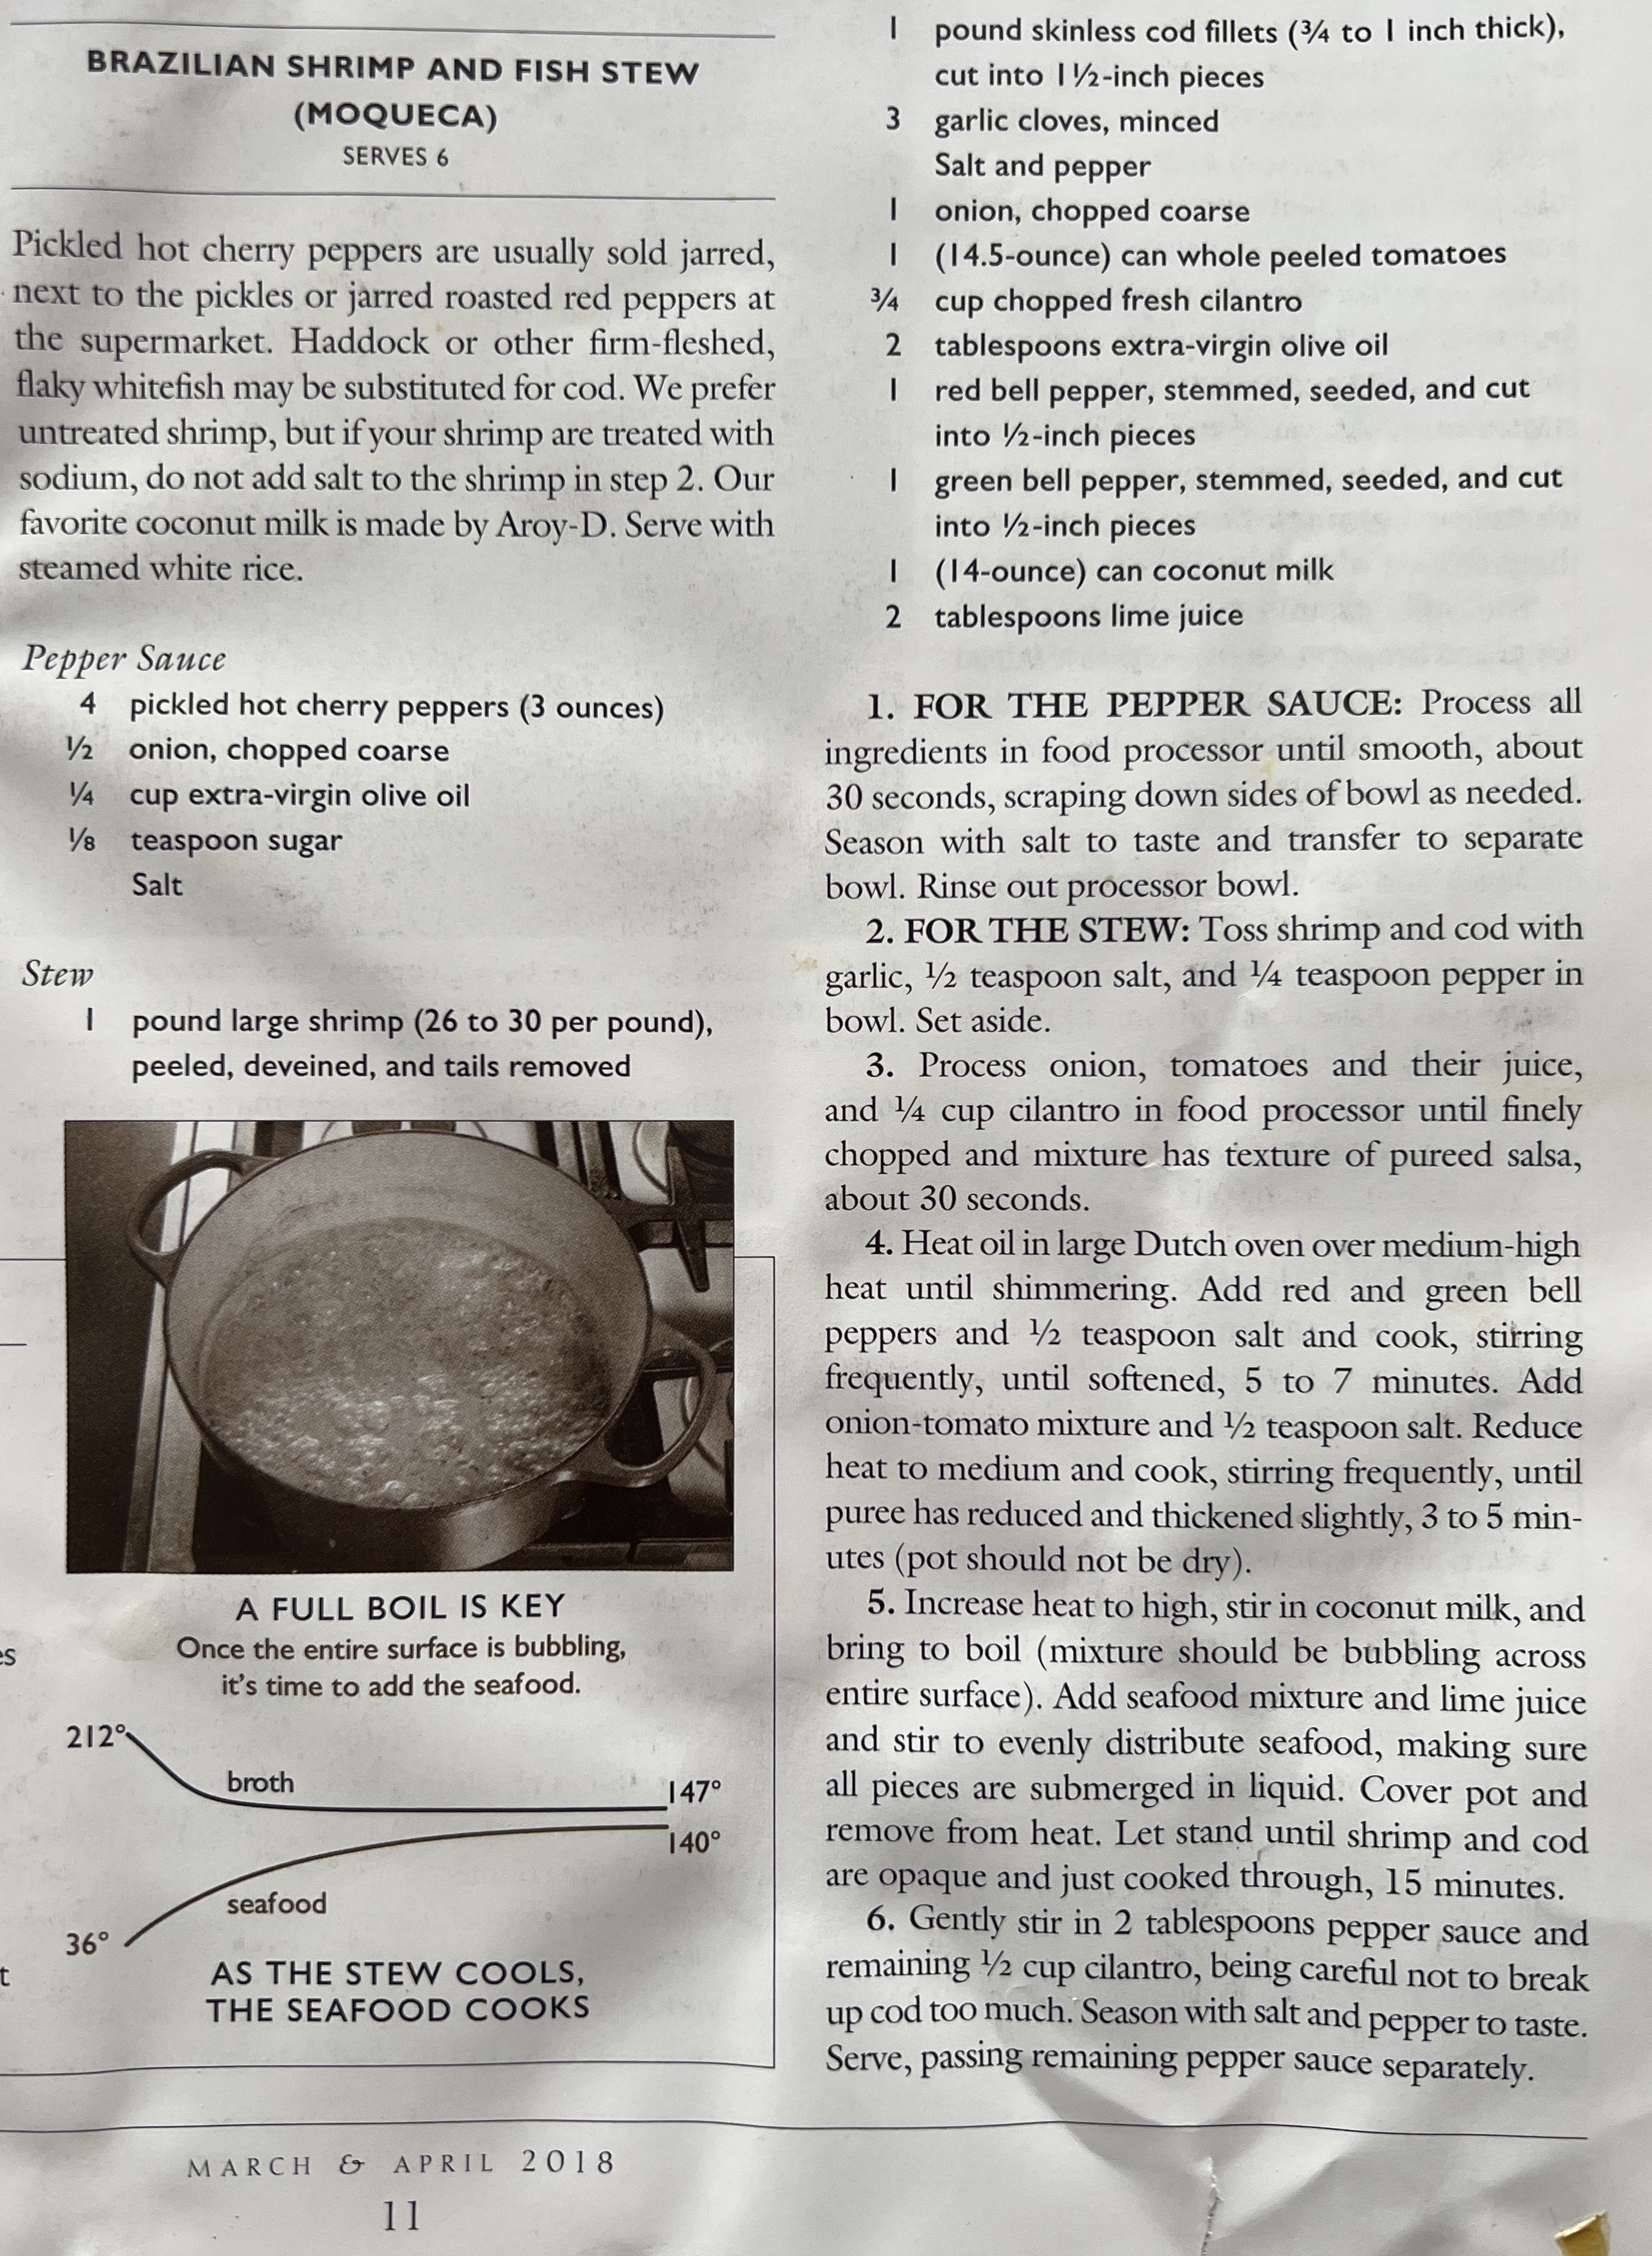 BRAZILIAN SHRIMP AND FISH STEW
(MOQUECA)
SERVES 6
Pickled hot cherry peppers are usually sold jarred,
next to the pickles or jarred roasted red peppers at
the supermarket. Haddock or other firm-fleshed,
flaky whitefish may be substituted for cod. We prefer
untreated shrimp, but if your shrimp are treated with
sodium, do not add salt to the shrimp in step 2. Our
favorite coconut milk is made by Aroy-D. Serve with
steamed white rice.
Pepper Sauce
4 pickled hot cherry peppers (3 ounces)
½ onion, chopped coarse
¼ cup extra-virgin olive oil
⅛ teaspoon sugar
Salt
Stew
1 pound large shrimp (26 to 30 per pound),
peeled, deveined, and tails removed
A FULL BOIL IS KEY
Once the entire surface is bubbling,
it's time to add the seafood.
212°
broth
147°
140°
seafood
36°
AS THE STEW COOLS,
THE SEAFOOD COOKS
1 pound skinless cod fillets (¾ to 1 inch thick),
cut into 1½-inch pieces
3 garlic cloves, minced
Salt and pepper
1 onion, chopped coarse
1 (14.5-ounce) can whole peeled tomatoes
¾ cup chopped fresh cilantro
2 tablespoons extra-virgin olive oil
1 red bell pepper, stemmed, seeded, and cut
into ½-inch pieces
1 green bell pepper, stemmed, seeded, and cut
into ½-inch pieces
1 (14-ounce) can coconut milk
2 tablespoons lime juice
1. FOR THE PEPPER SAUCE: Process all
ingredients in food processor until smooth, about
30 seconds, scraping down sides of bowl as needed.
Season with salt to taste and transfer to separate
bowl. Rinse out processor bowl.
2. FOR THE STEW: Toss shrimp and cod with
garlic, ½ teaspoon salt, and ¼ teaspoon pepper in
bowl. Set aside.
3. Process onion, tomatoes and their juice,
and ¼ cup cilantro in food processor until finely
chopped and mixture has texture of pureed salsa,
about 30 seconds.
4. Heat oil in large Dutch oven over medium-high
heat until shimmering. Add red and green bell
peppers and ½ teaspoon salt and cook, stirring
frequently, until softened, 5 to 7 minutes. Add
onion-tomato mixture and ½ teaspoon salt. Reduce
heat to medium and cook, stirring frequently, until
puree has reduced and thickened slightly, 3 to 5 min-
utes (pot should not be dry).
5. Increase heat to high, stir in coconut milk, and
bring to boil (mixture should be bubbling across
entire surface). Add seafood mixture and lime juice
and stir to evenly distribute seafood, making sure
all pieces are submerged in liquid. Cover pot and
remove from heat. Let stand until shrimp and cod
are opaque and just cooked through, 15 minutes.
6. Gently stir in 2 tablespoons pepper sauce and
remaining ½ cup cilantro, being careful not to break
up cod too much. Season with salt and pepper to taste.
Serve, passing remaining pepper sauce separately.
MARCH & APRIL 2018
11